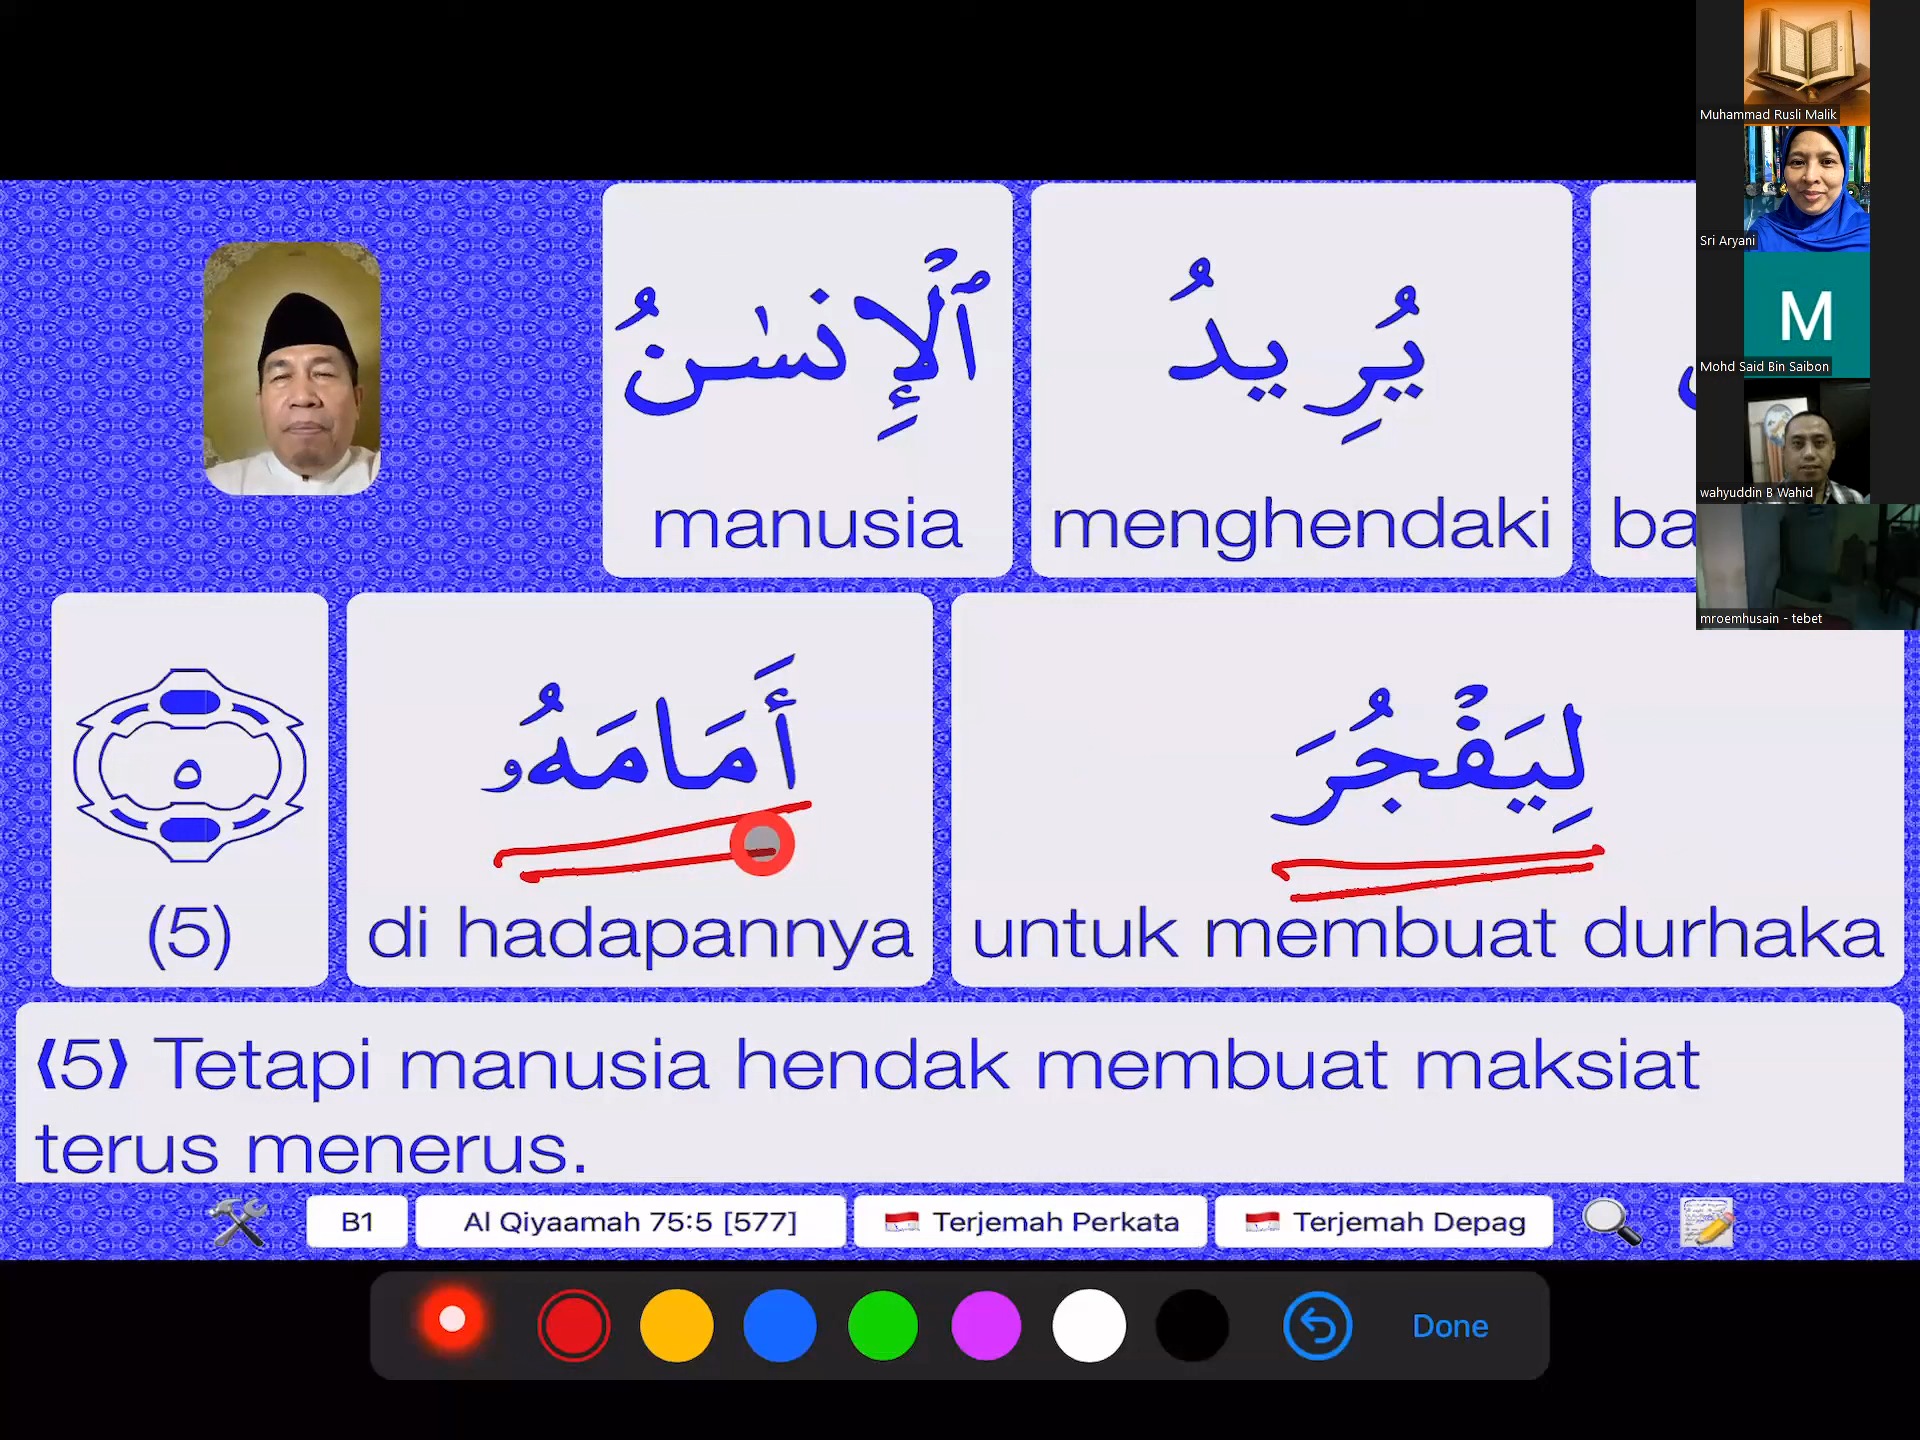 Muhammad Rusli Malik
Sri Aryani
M
Mohd Said Bin Saibon
wahyuddin B Wahid
mroemhusain - tebet
يُرِيدُ ٱلْإِنسَٰنُ
ba menghendaki manusia
لِيَفْجُرَ أَمَامَهُۥ ٥
untuk membuat durhaka di hadapannya (5)
⟨5⟩ Tetapi manusia hendak membuat maksiat
terus menerus.
B1 Al Qiyaamah 75:5 [577] Terjemah Perkata Terjemah Depag
Done